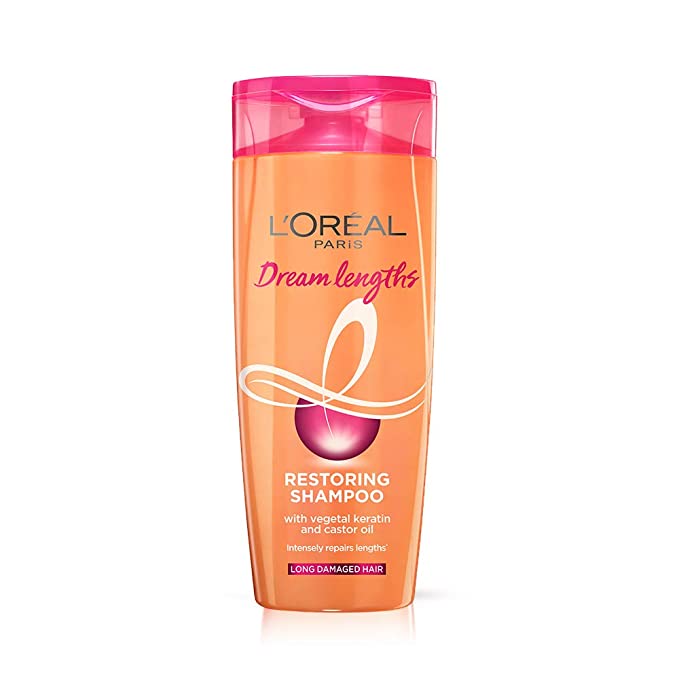 L'ORÉAL
PARiS
Dream lengths
RESTORING
SHAMPOO
with vegetal keratin
and castor oil
Intensely repairs lengths*
LONG DAMAGED HAIR